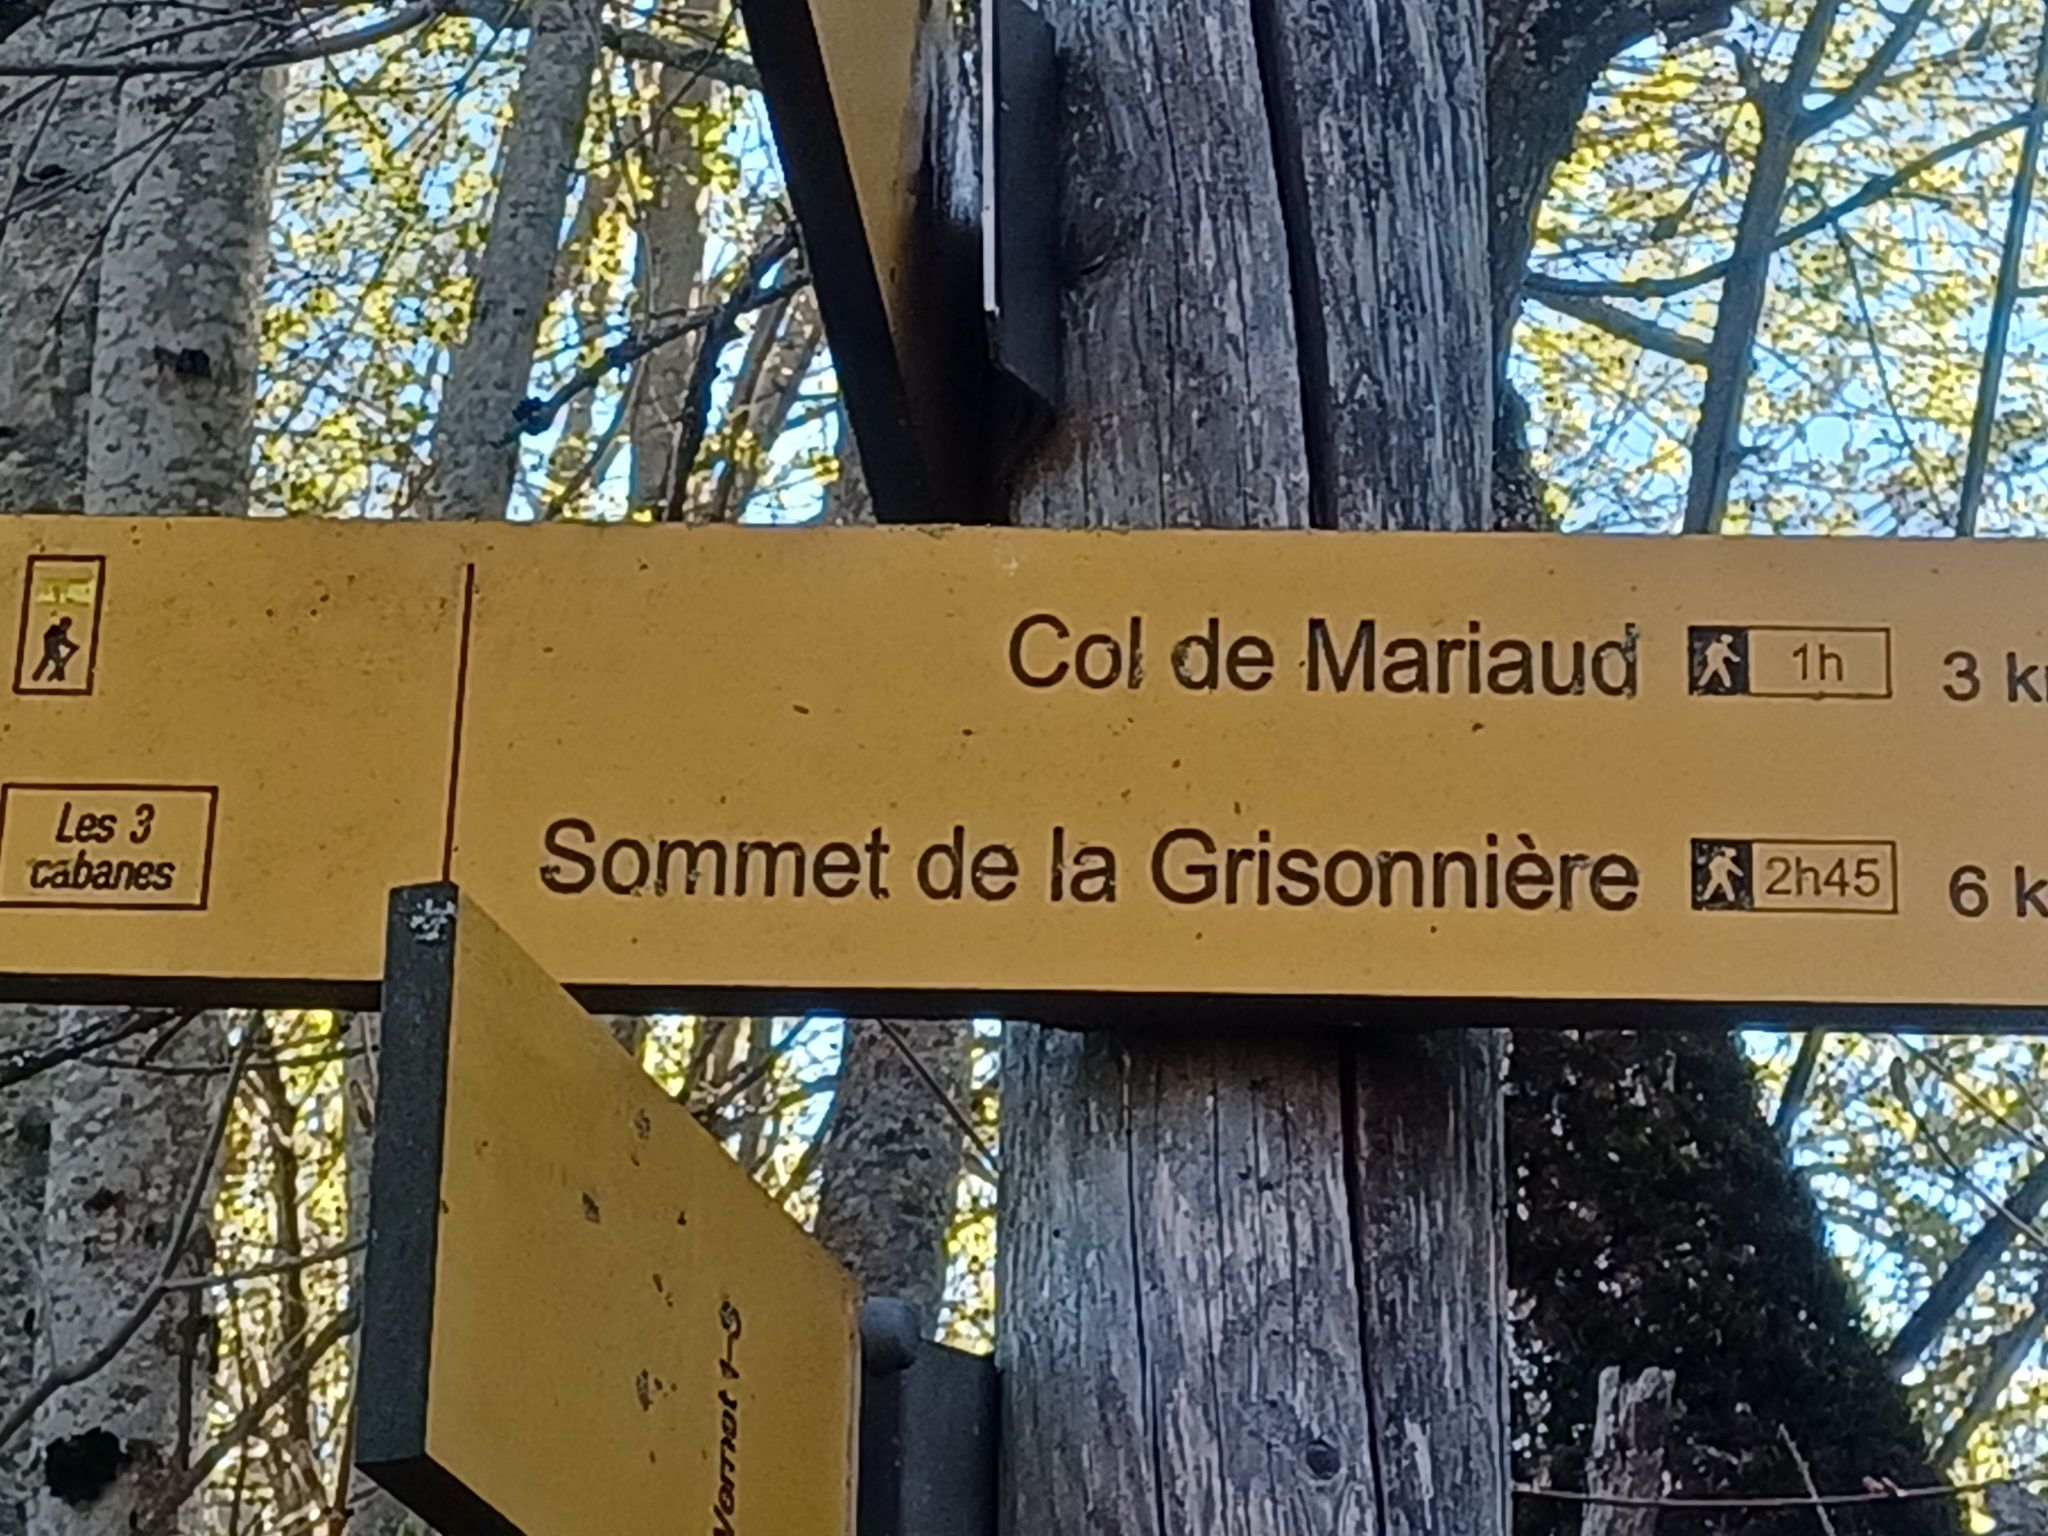 Col de Mariaud 1h 3 k
Les 3
cabanes
Sommet de la Grisonnière 2h45 6 k